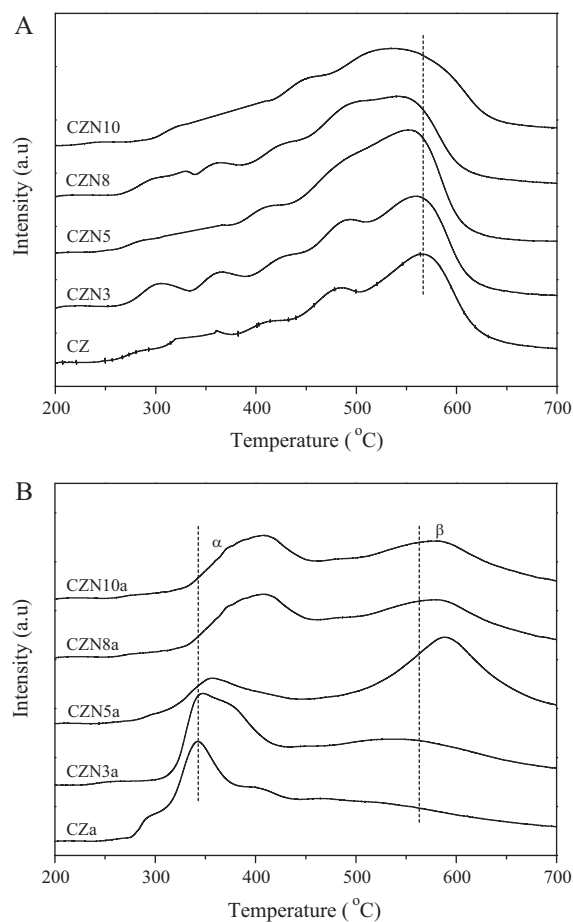 A
Intensity (a.u)
CZN10
CZN8
CZN5
CZN3
CZ
200 300 400 500 600 700
Temperature ( °C)
B
Intensity (a.u)
α
β
CZN10a
CZN8a
CZN5a
CZN3a
CZa
200 300 400 500 600 700
Temperature ( °C)